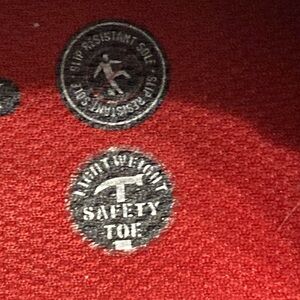 SLIP RESISTANT SOLE · SLIP RESISTANT SOLE ·
LIGHTWEIGHT
SAFETY
TOE